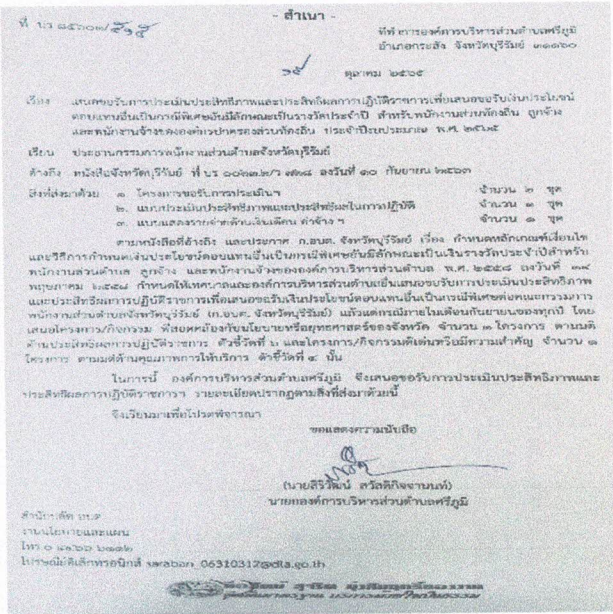 - สำเนา -
ที่ บร ๘๕๖๐๗/๕๑๕
ที่ทำการองค์การบริหารส่วนตำบลศรีภูมิ
อำเภอกระสัง จังหวัดบุรีรัมย์ ๓๑๑๖๐
๑๙ ตุลาคม ๒๕๖๕
เรื่อง เสนอขอรับการประเมินประสิทธิภาพและประสิทธิผลการปฏิบัติราชการเพื่อเสนอขอรับเงินประโยชน์
ตอบแทนอื่นเป็นกรณีพิเศษอันมีลักษณะเป็นเงินรางวัลประจำปี สำหรับพนักงานส่วนท้องถิ่น ลูกจ้าง
และพนักงานจ้างขององค์กรปกครองส่วนท้องถิ่น ประจำปีงบประมาณ พ.ศ. ๒๕๖๕
เรียน ประธานกรรมการพนักงานส่วนตำบลจังหวัดบุรีรัมย์
อ้างถึง หนังสือจังหวัดบุรีรัมย์ ที่ บร ๐๐๒๓.๒/ว ลงวันที่ ๑๐ กันยายน ๒๕๖๓
สิ่งที่ส่งมาด้วย ๑. โครงการขอรับการประเมินฯ จำนวน ๒ ชุด
๒. แบบประเมินประสิทธิภาพและประสิทธิผลในการปฏิบัติ จำนวน ๑ ชุด
๓. แบบแสดงรายจ่ายด้านเงินเดือน ค่าจ้าง ฯ จำนวน ๑ ชุด
ตามหนังสือที่อ้างถึง และประกาศ ก.อบต. จังหวัดบุรีรัมย์ เรื่อง กำหนดหลักเกณฑ์เงื่อนไข
และวิธีการกำหนดเงินประโยชน์ตอบแทนอื่นเป็นกรณีพิเศษอันมีลักษณะเป็นเงินรางวัลประจำปีสำหรับ
พนักงานส่วนตำบล ลูกจ้าง และพนักงานจ้างขององค์การบริหารส่วนตำบล พ.ศ. ๒๕๕๘ ลงวันที่
พฤษภาคม ๒๕๕๘ กำหนดให้เทศบาลและองค์การบริหารส่วนตำบลยื่นเสนอขอรับการประเมินประสิทธิภาพ
และประสิทธิผลการปฏิบัติราชการเพื่อเสนอขอรับเงินประโยชน์ตอบแทนอื่นเป็นกรณีพิเศษต่อคณะกรรมการ
พนักงานส่วนตำบลจังหวัดบุรีรัมย์ (ก.อบต. จังหวัดบุรีรัมย์) แล้วแต่กรณีภายในเดือนกันยายนของทุกปี โดย
เสนอโครงการ/กิจกรรม ที่สอดคล้องกับนโยบายหรือยุทธศาสตร์ของจังหวัด จำนวน ๓ โครงการ ตามมติ
ด้านประสิทธิผลการปฏิบัติราชการ ตัวชี้วัดที่ ๖ และโครงการ/กิจกรรมดีเด่นหรือมีความสำคัญ จำนวน ๑
โครงการ ตามมติด้านคุณภาพการให้บริการ ตัวชี้วัดที่ ๔ นั้น
ในการนี้ องค์การบริหารส่วนตำบลศรีภูมิ จึงเสนอขอรับการประเมินประสิทธิภาพและ
ประสิทธิผลการปฏิบัติราชการฯ รายละเอียดปรากฏตามสิ่งที่ส่งมาด้วยนี้
จึงเรียนมาเพื่อโปรดพิจารณา
ขอแสดงความนับถือ
(นายสิริวัฒน์ สวัสดิกิจจานนท์)
นายกองค์การบริหารส่วนตำบลศรีภูมิ
สำนักปลัด อบต.
งานนโยบายและแผน
โทร ๐
ไปรษณีย์อิเล็กทรอนิกส์ saraban_06310312@dla.go.th